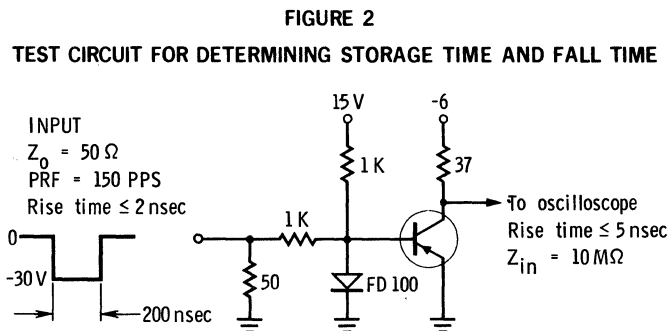 FIGURE 2
TEST CIRCUIT FOR DETERMINING STORAGE TIME AND FALL TIME
INPUT
Z₀ = 50 Ω
PRF = 150 PPS
Rise time ≤ 2 nsec
0
-30 V
200 nsec
15 V
-6
1 K
37
1 K
50
FD 100
To oscilloscope
Rise time ≤ 5 nsec
Zin = 10 MΩ